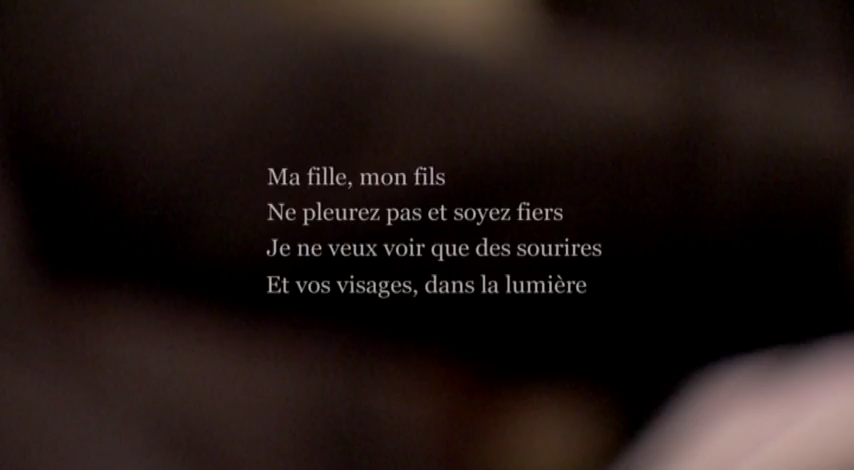 Ma fille, mon fils
Ne pleurez pas et soyez fiers
Je ne veux voir que des sourires
Et vos visages, dans la lumière